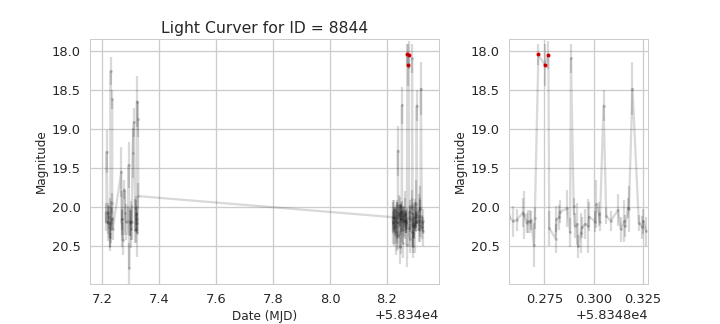 Light Curver for ID = 8844
Magnitude
18.0
18.5
19.0
19.5
20.0
20.5
7.2 7.4 7.6 7.8 8.0 8.2
Date (MJD)
+5.834e4
Magnitude
18.0
18.5
19.0
19.5
20.0
20.5
0.275 0.300 0.325
+5.8348e4